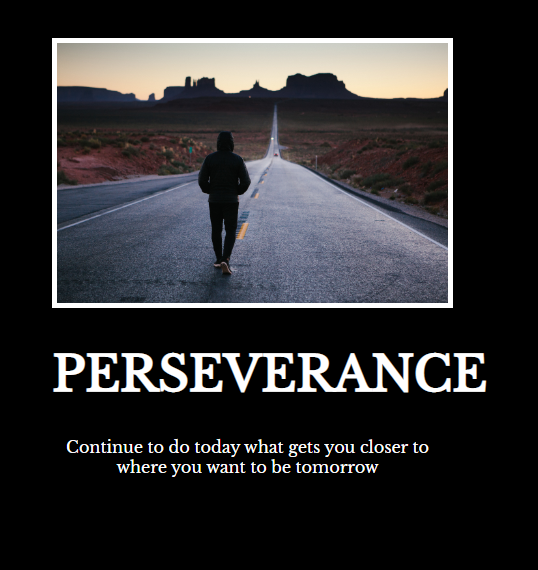 PERSEVERANCE
Continue to do today what gets you closer to
where you want to be tomorrow